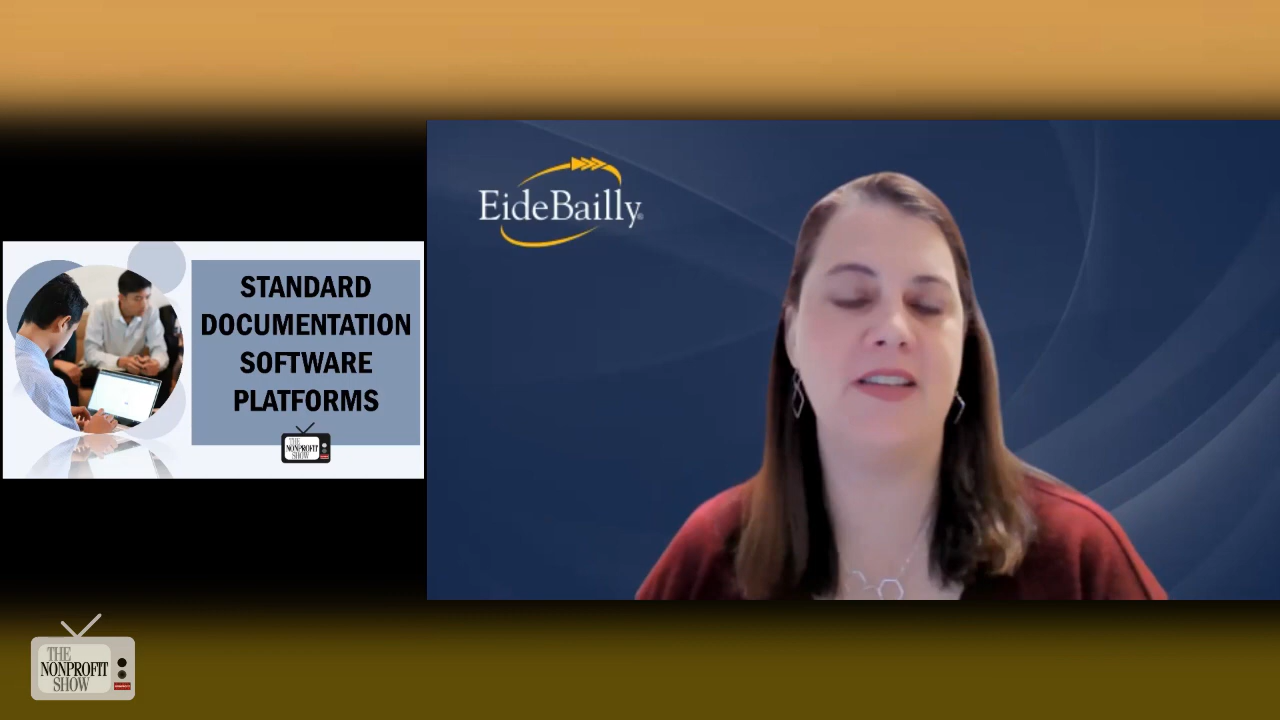 EideBailly
STANDARD
DOCUMENTATION
SOFTWARE
PLATFORMS
THE
NONPROFIT
SHOW
THE
NONPROFIT
SHOW